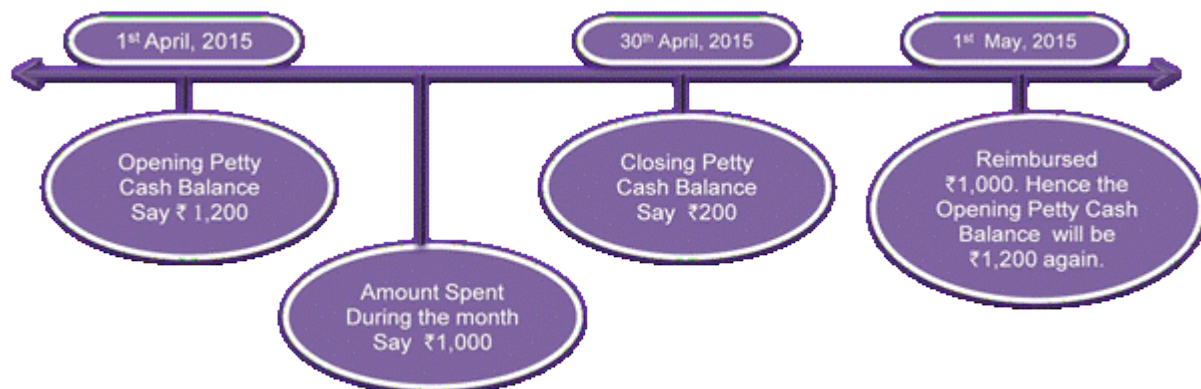 1st April, 2015
30th April, 2015
1st May, 2015
Opening Petty
Cash Balance
Say ₹ 1,200
Amount Spent
During the month
Say ₹1,000
Closing Petty
Cash Balance
Say ₹200
Reimbursed
₹1,000. Hence the
Opening Petty Cash
Balance will be
₹1,200 again.